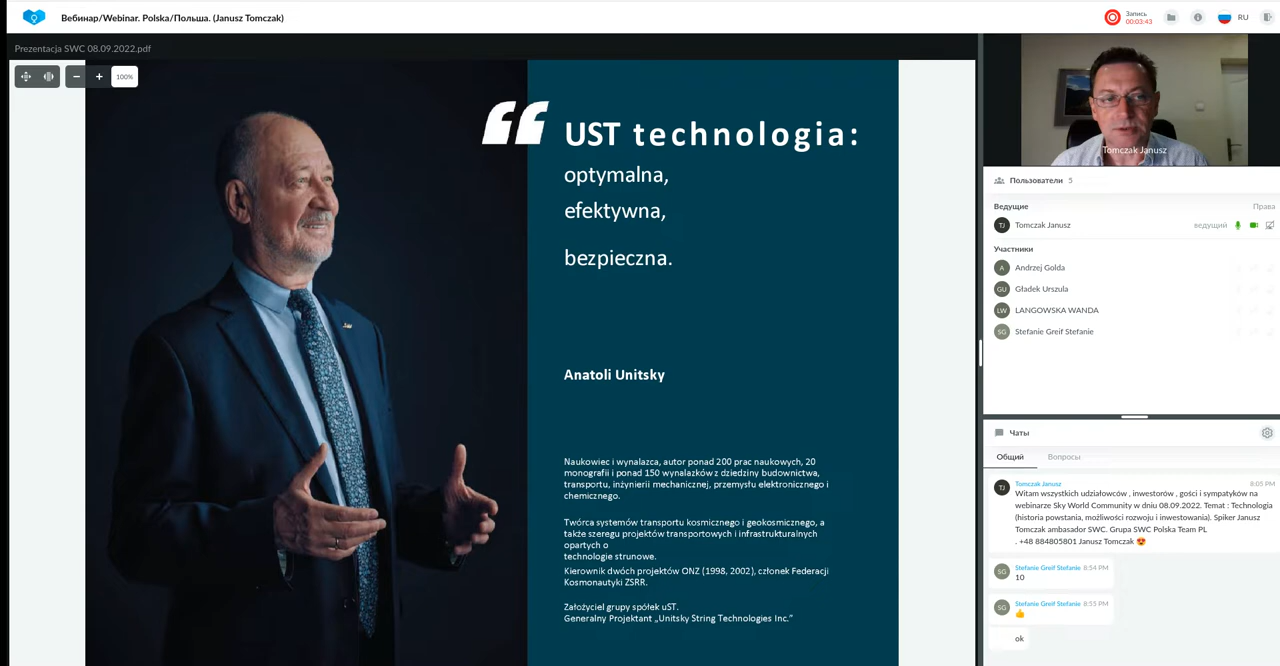 Вебинар/Webinar. Polska/Польша. (Janusz Tomczak)
Запись
00:03:43
RU
Prezentacja SWC 08.09.2022.pdf
100%
“
UST technologia:
optymalna,
efektywna,
bezpieczna.
Anatoli Unitsky
Naukowiec i wynalazca, autor ponad 200 prac naukowych, 20
monografii i ponad 150 wynalazków z dziedziny budownictwa,
transportu, inżynierii mechanicznej, przemysłu elektronicznego i
chemicznego.
Twórca systemów transportu kosmicznego i geokosmicznego, a
także szeregu projektów transportowych i infrastrukturalnych
opartych o
technologie strunowe.
Kierownik dwóch projektów ONZ (1998, 2002), członek Federacji
Kosmonautyki ZSRR.
Założyciel grupy spółek uST.
Generalny Projektant „Unitsky String Technologies Inc.”
Tomczak Janusz
Пользователи 5
Ведущие Права
TJ Tomczak Janusz ведущий
Участники
A Andrzej Golda
GU Gładek Urszula
LW LANGOWSKA WANDA
SG Stefanie Greif Stefanie
Чаты
Общий Вопросы
TJ Tomczak Janusz 8:05 PM
Witam wszystkich udziałowców , inwestorów , gości i sympatyków na
webinarze Sky World Community w dniu 08.09.2022. Temat : Technologia
(historia powstania, możliwości rozwoju i inwestowania). Spiker Janusz
Tomczak ambasador SWC. Grupa SWC Polska Team PL
. +48 884805801 Janusz Tomczak 😍
SG Stefanie Greif Stefanie 8:54 PM
10
SG Stefanie Greif Stefanie 8:55 PM
👍
ok